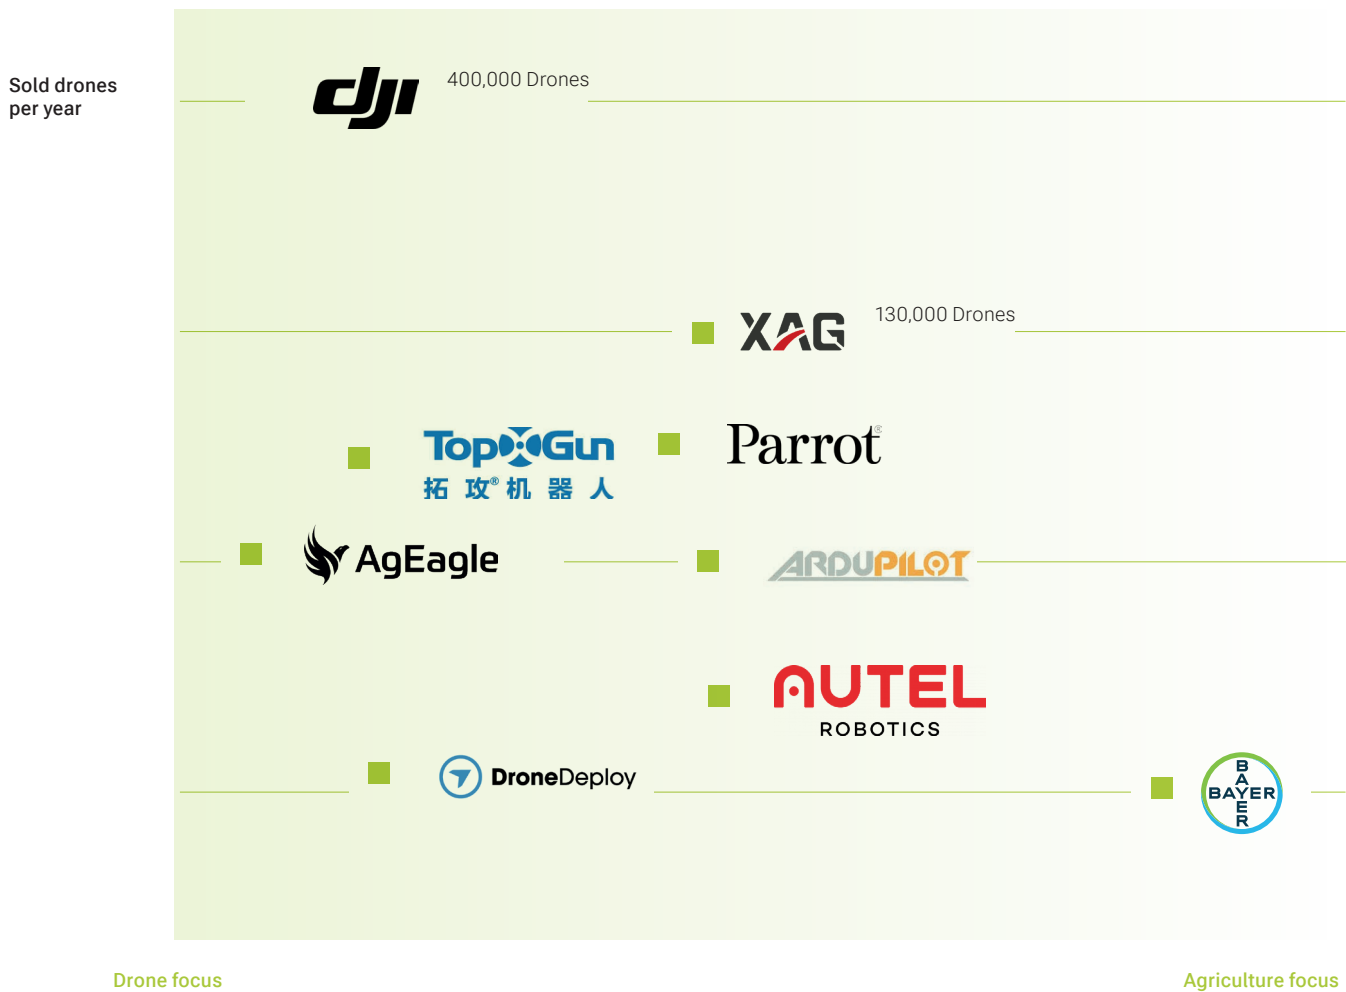 Sold drones
per year
dji
400,000 Drones
XAG
130,000 Drones
TopXGun
拓攻®机器人
Parrot®
AgEagle
ARDUPILOT
AUTEL
ROBOTICS
DroneDeploy
BAYER
BAYER
Drone focus
Agriculture focus